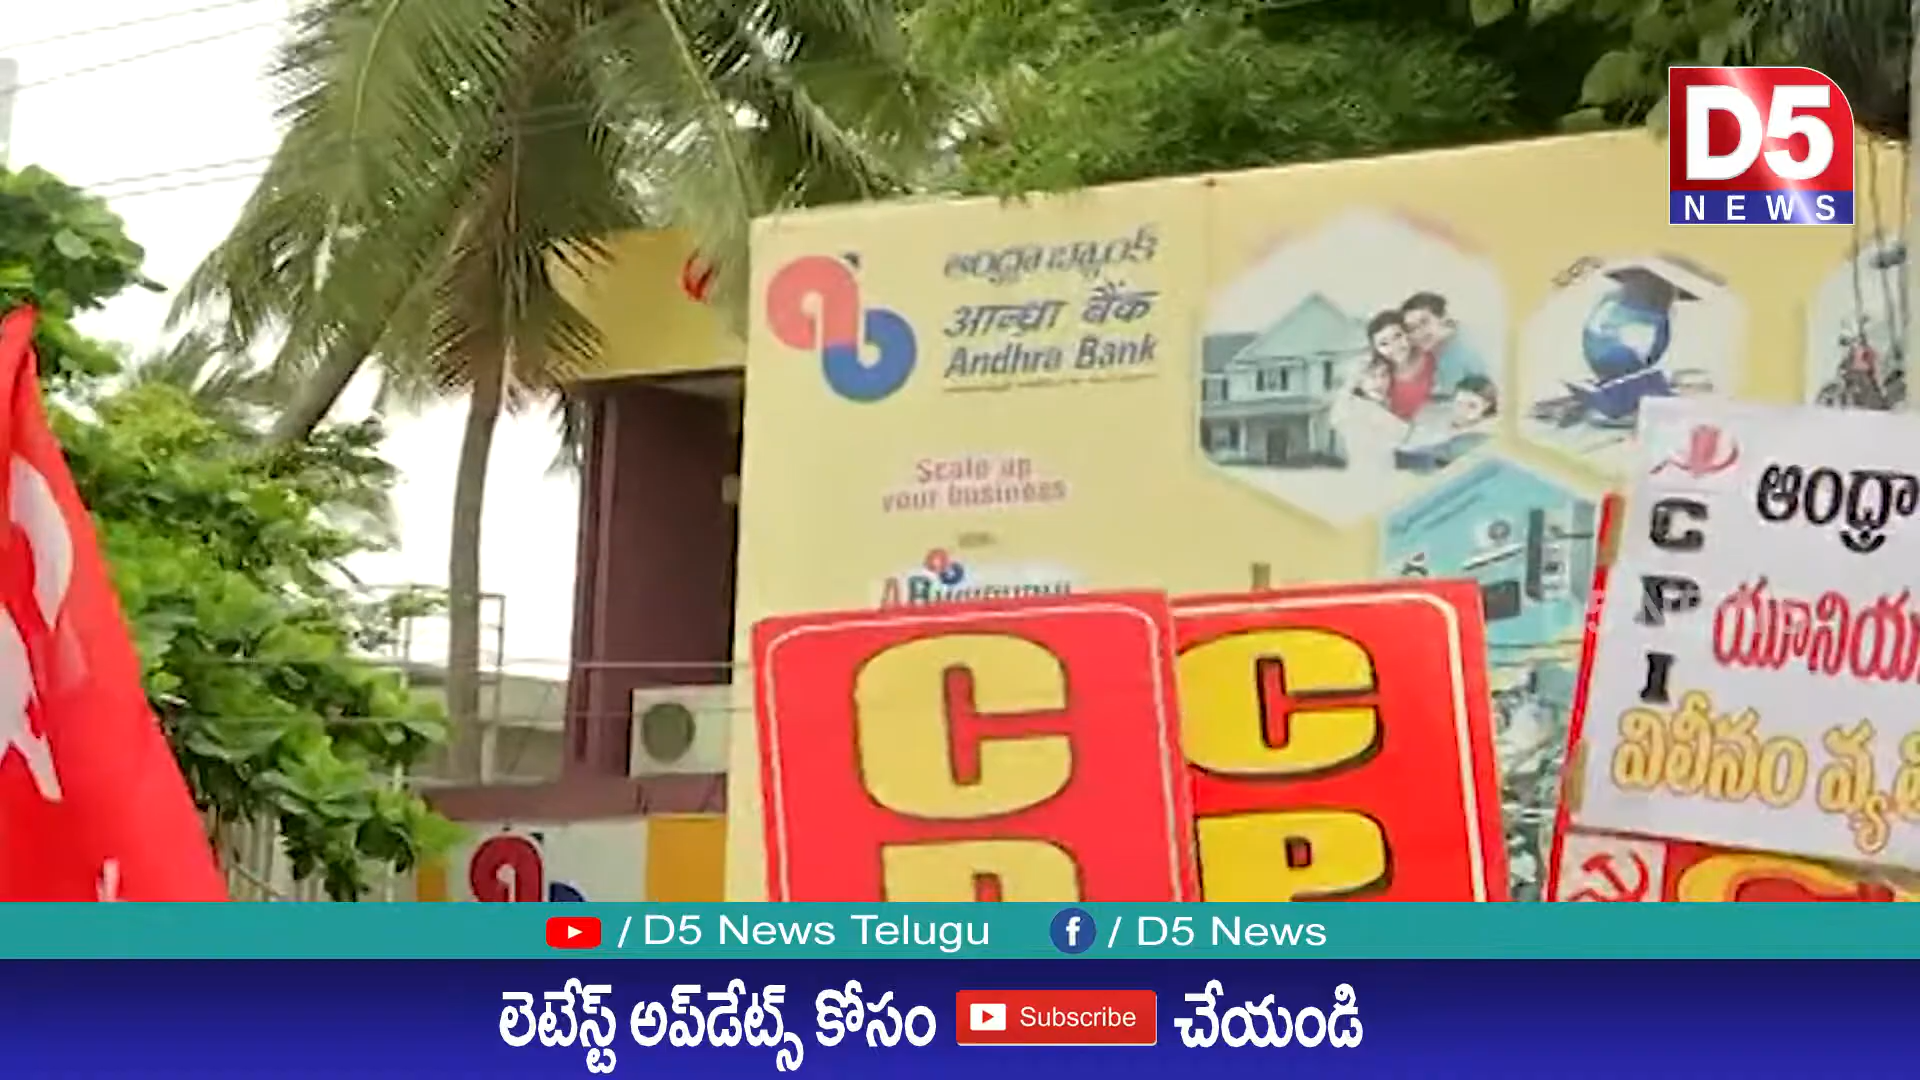 D5
NEWS
ఆంధ్రా బ్యాంక్
आन्ध्रा बैंक
Andhra Bank
Scale up
your business
C
C
P
C
P
I
ఆంధ్రా
విలీనం
/ D5 News Telugu
/ D5 News
లెటేస్ట్ అప్‌డేట్స్ కోసం Subscribe చేయండి